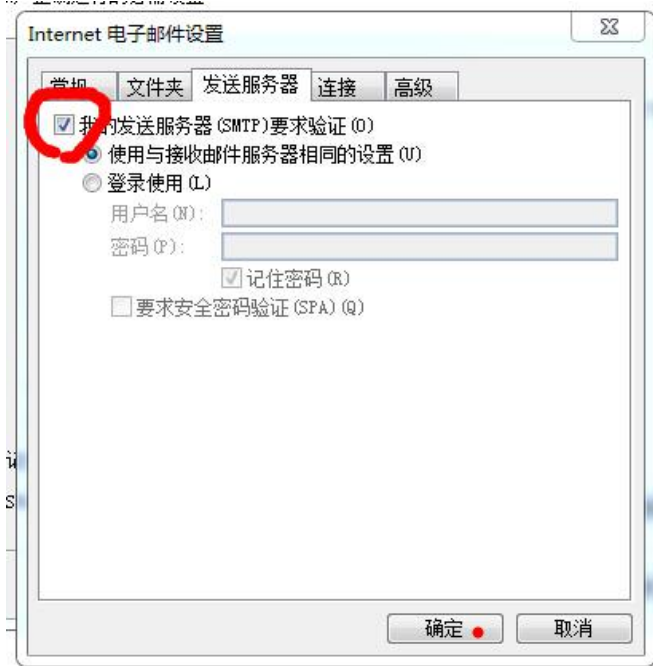 Internet 电子邮件设置
文件夹 发送服务器 连接 高级
我的发送服务器(SMTP)要求验证(O)
使用与接收邮件服务器相同的设置(U)
登录使用(L)
用户名(N):
密码(P):
记住密码(R)
要求安全密码验证(SPA)(Q)
确定 取消